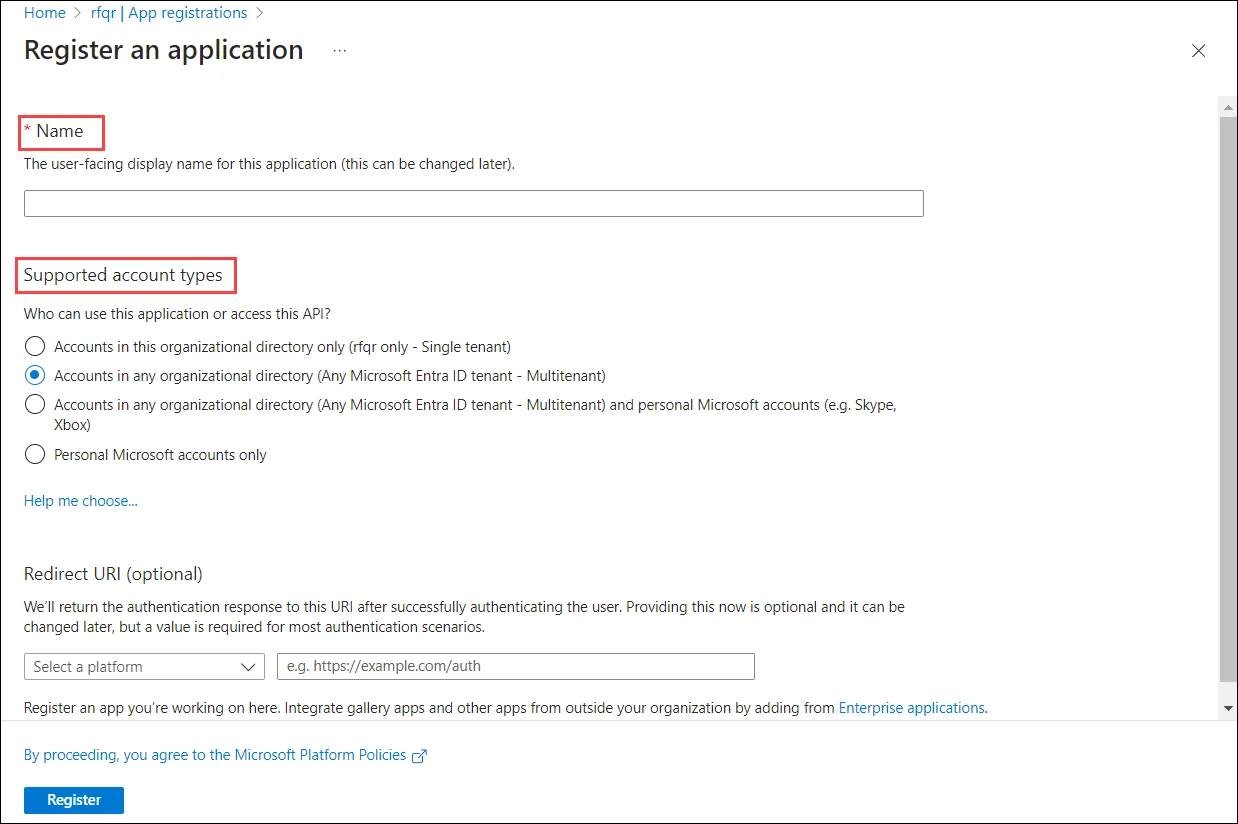 Home > rfqr | App registrations >
Register an application ...
* Name
The user-facing display name for this application (this can be changed later).
Supported account types
Who can use this application or access this API?
Accounts in this organizational directory only (rfqr only - Single tenant)
Accounts in any organizational directory (Any Microsoft Entra ID tenant - Multitenant)
Accounts in any organizational directory (Any Microsoft Entra ID tenant - Multitenant) and personal Microsoft accounts (e.g. Skype,
Xbox)
Personal Microsoft accounts only
Help me choose...
Redirect URI (optional)
We'll return the authentication response to this URI after successfully authenticating the user. Providing this now is optional and it can be
changed later, but a value is required for most authentication scenarios.
Select a platform e.g. https://example.com/auth
Register an app you're working on here. Integrate gallery apps and other apps from outside your organization by adding from Enterprise applications.
By proceeding, you agree to the Microsoft Platform Policies
Register